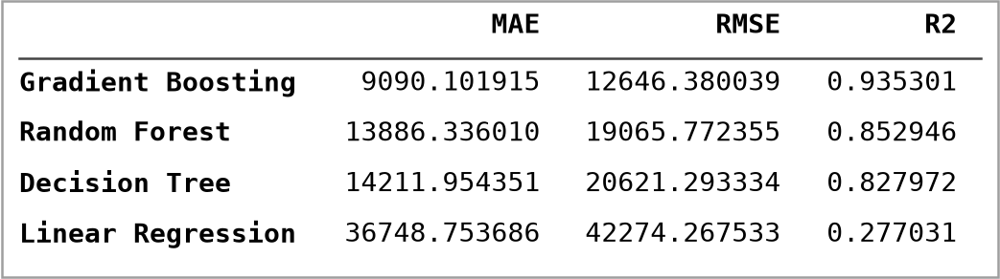 MAE RMSE R2
Gradient Boosting 9090.101915 12646.380039 0.935301
Random Forest 13886.336010 19065.772355 0.852946
Decision Tree 14211.954351 20621.293334 0.827972
Linear Regression 36748.753686 42274.267533 0.277031